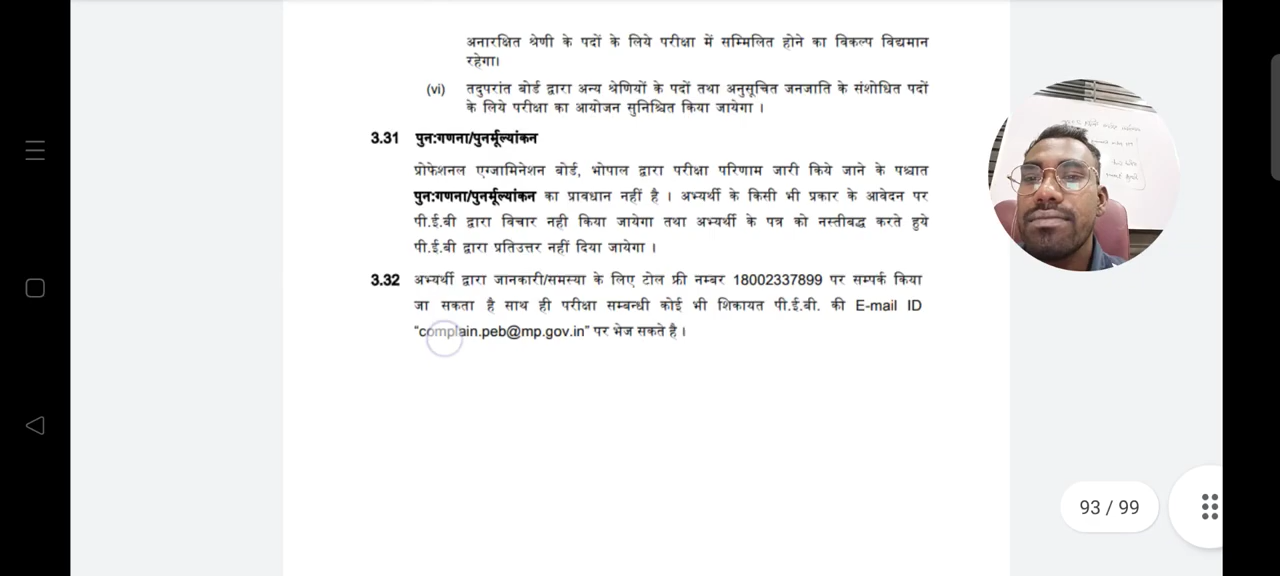 अनारक्षित श्रेणी के पदों के लिये परीक्षा में सम्मिलित होने का विकल्प विद्यमान
रहेगा।
(vi) तदुपरांत बोर्ड द्वारा अन्य श्रेणियों के पदों तथा अनुसूचित जनजाति के संशोधित पदों
के लिये परीक्षा का आयोजन सुनिश्चित किया जायेगा ।
3.31 पुन:गणना/पुनर्मूल्यांकन
प्रोफेशनल एग्जामिनेशन बोर्ड, भोपाल द्वारा परीक्षा परिणाम जारी किये जाने के पश्चात
पुन:गणना/पुनर्मूल्यांकन का प्रावधान नहीं है । अभ्यर्थी के किसी भी प्रकार के आवेदन पर
पी.ई.बी द्वारा विचार नही किया जायेगा तथा अभ्यर्थी के पत्र को नस्तीबद्ध करते हुये
पी.ई.बी द्वारा प्रतिउत्तर नहीं दिया जायेगा ।
3.32 अभ्यर्थी द्वारा जानकारी/समस्या के लिए टोल फ्री नम्बर 18002337899 पर सम्पर्क किया
जा सकता है साथ ही परीक्षा सम्बन्धी कोई भी शिकायत पी.ई.बी. की E-mail ID
“complain.peb@mp.gov.in” पर भेज सकते है ।
93 / 99